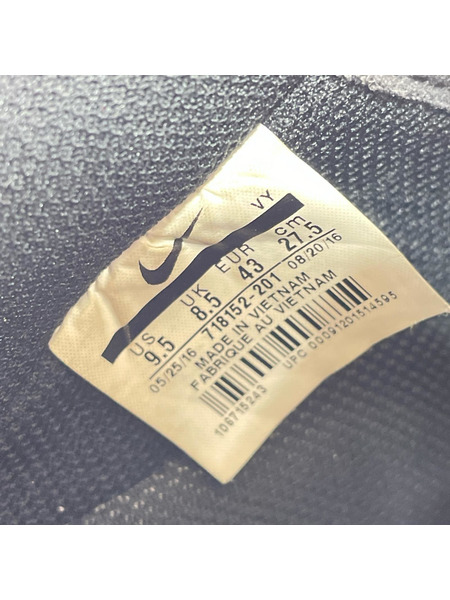 VY
US UK EUR cm
9.5 8.5 43 27.5
05/25/16 718152-201 08/20/16
MADE IN VIETNAM
FABRIQUE AU VIETNAM
UPC 00091201514595
106715243